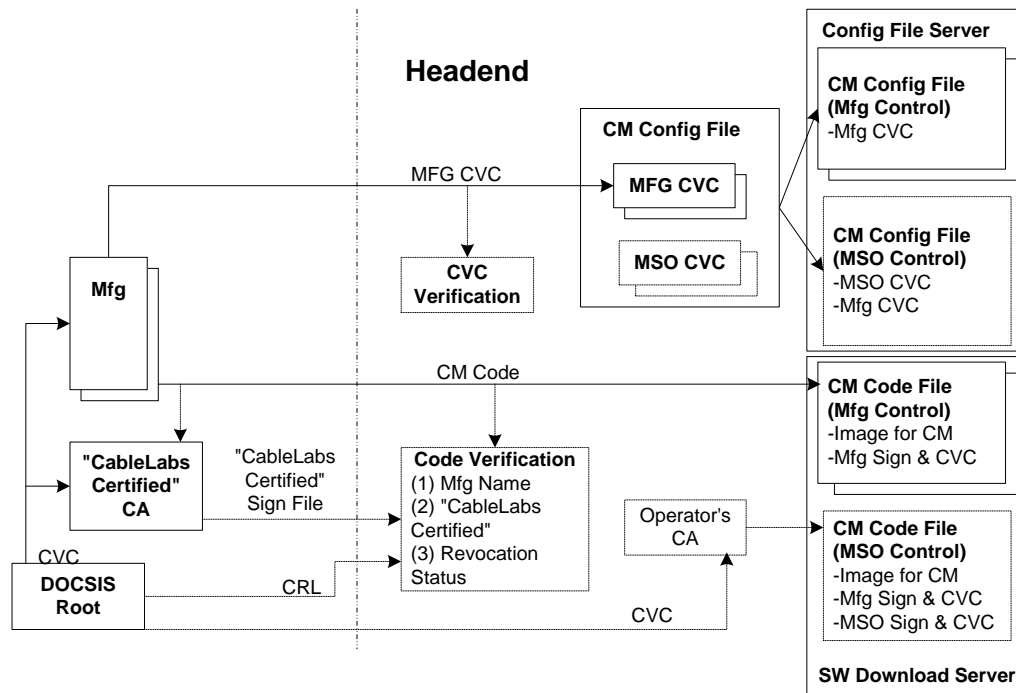 Headend
Config File Server
CM Config File
(Mfg Control)
-Mfg CVC
CM Config File
MFG CVC
MFG CVC
MSO CVC
CM Config File
(MSO Control)
-MSO CVC
-Mfg CVC
CVC
Verification
Mfg
CM Code
CM Code File
(Mfg Control)
-Image for CM
-Mfg Sign & CVC
"CableLabs
Certified"
CA
"CableLabs
Certified"
Sign File
Code Verification
(1) Mfg Name
(2) "CableLabs
Certified"
(3) Revocation
Status
Operator's
CA
CM Code File
(MSO Control)
-Image for CM
-Mfg Sign & CVC
-MSO Sign & CVC
CVC
DOCSIS
Root
CRL
CVC
SW Download Server